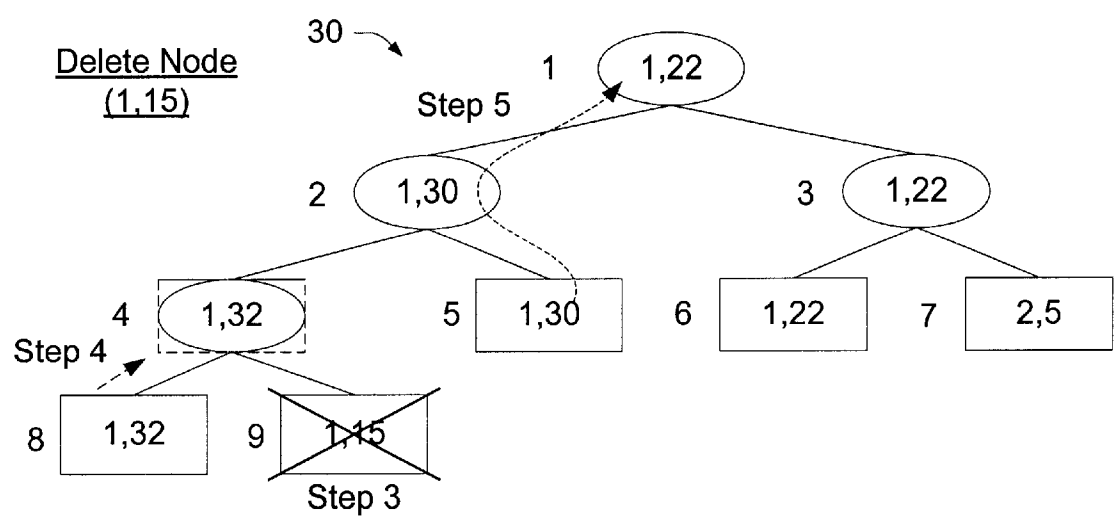 30
Delete Node
(1,15)
1 1,22
Step 5
2 1,30 3 1,22
4 1,32 5 1,30 6 1,22 7 2,5
Step 4
8 1,32 9 1,15
Step 3